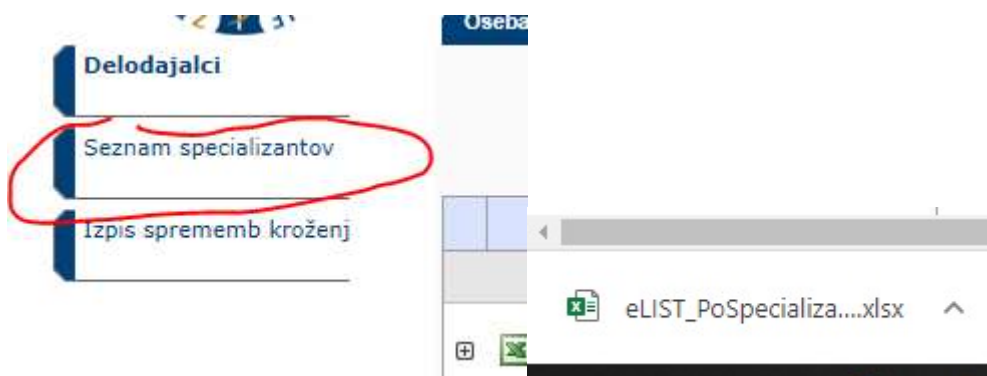 Oseba
Delodajalci
Seznam specializantov
Izpis sprememb kroženj
eLIST_PoSpecializa....xlsx